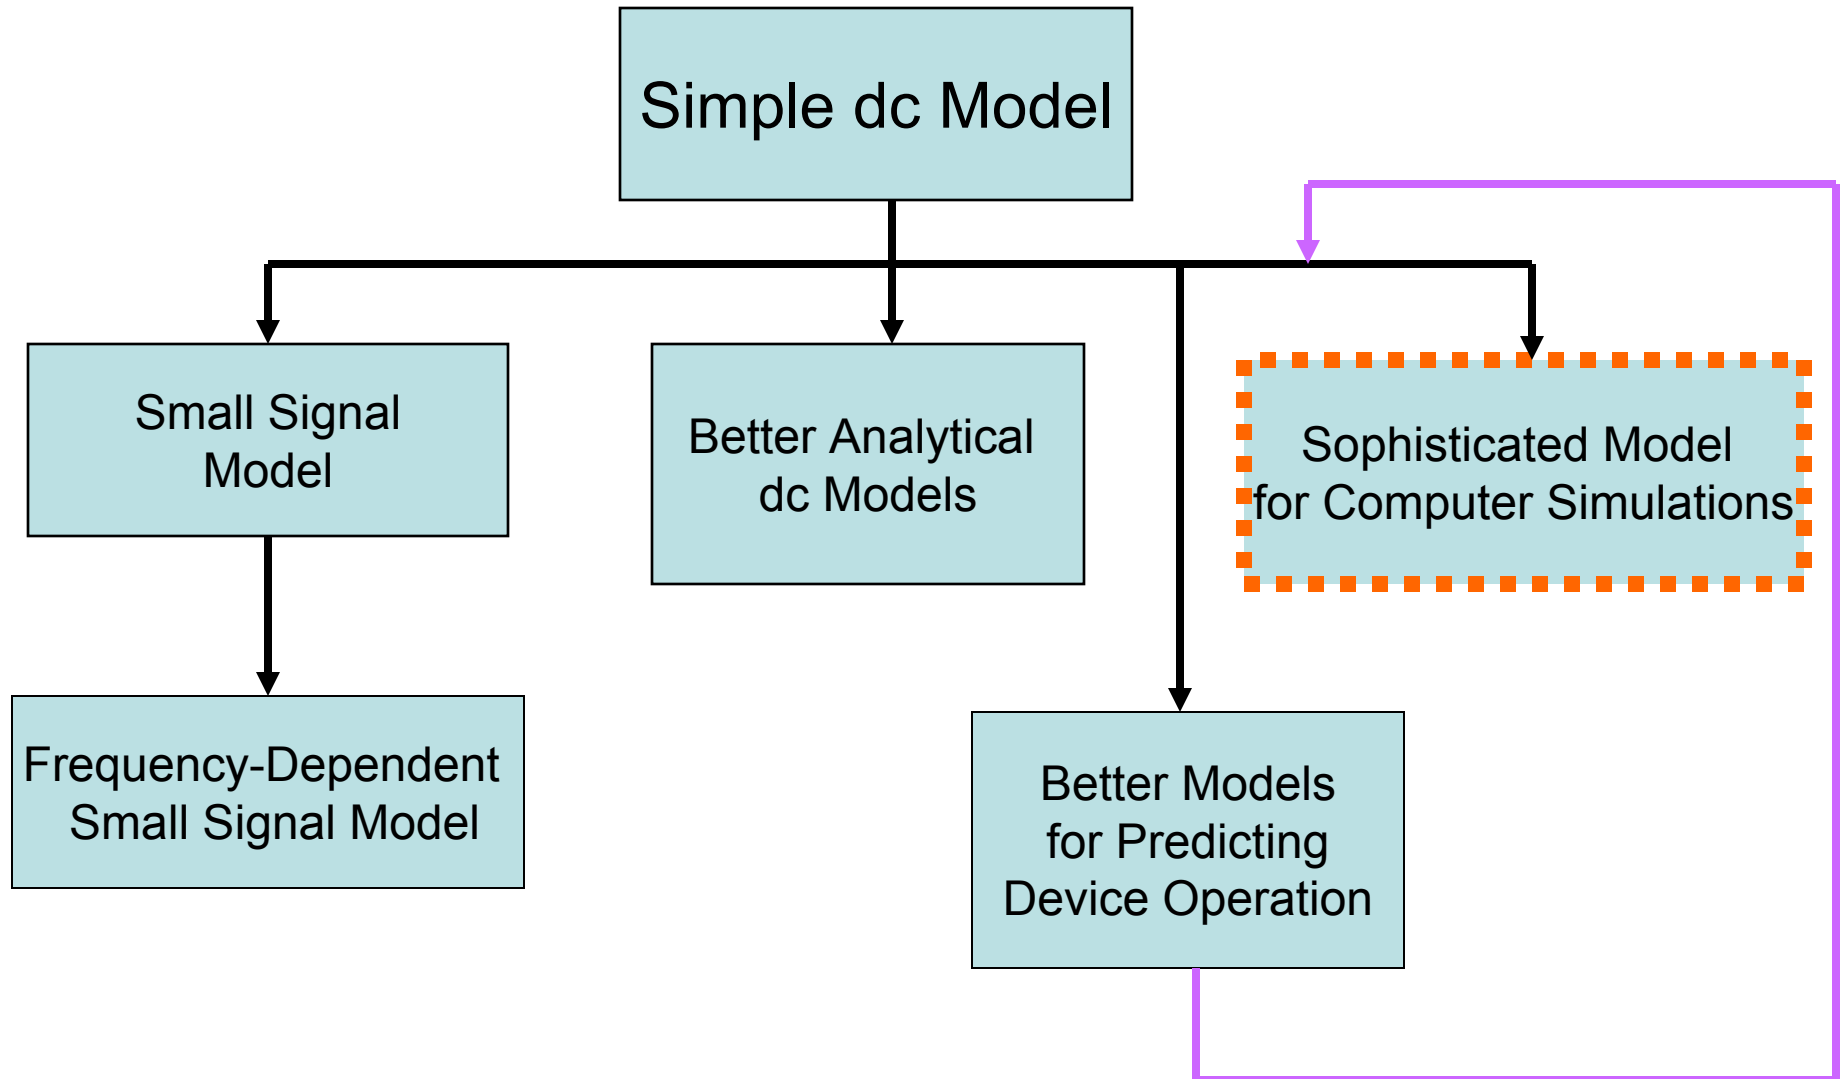 Simple dc Model
Small Signal
Model
Better Analytical
dc Models
Sophisticated Model
for Computer Simulations
Frequency-Dependent
Small Signal Model
Better Models
for Predicting
Device Operation